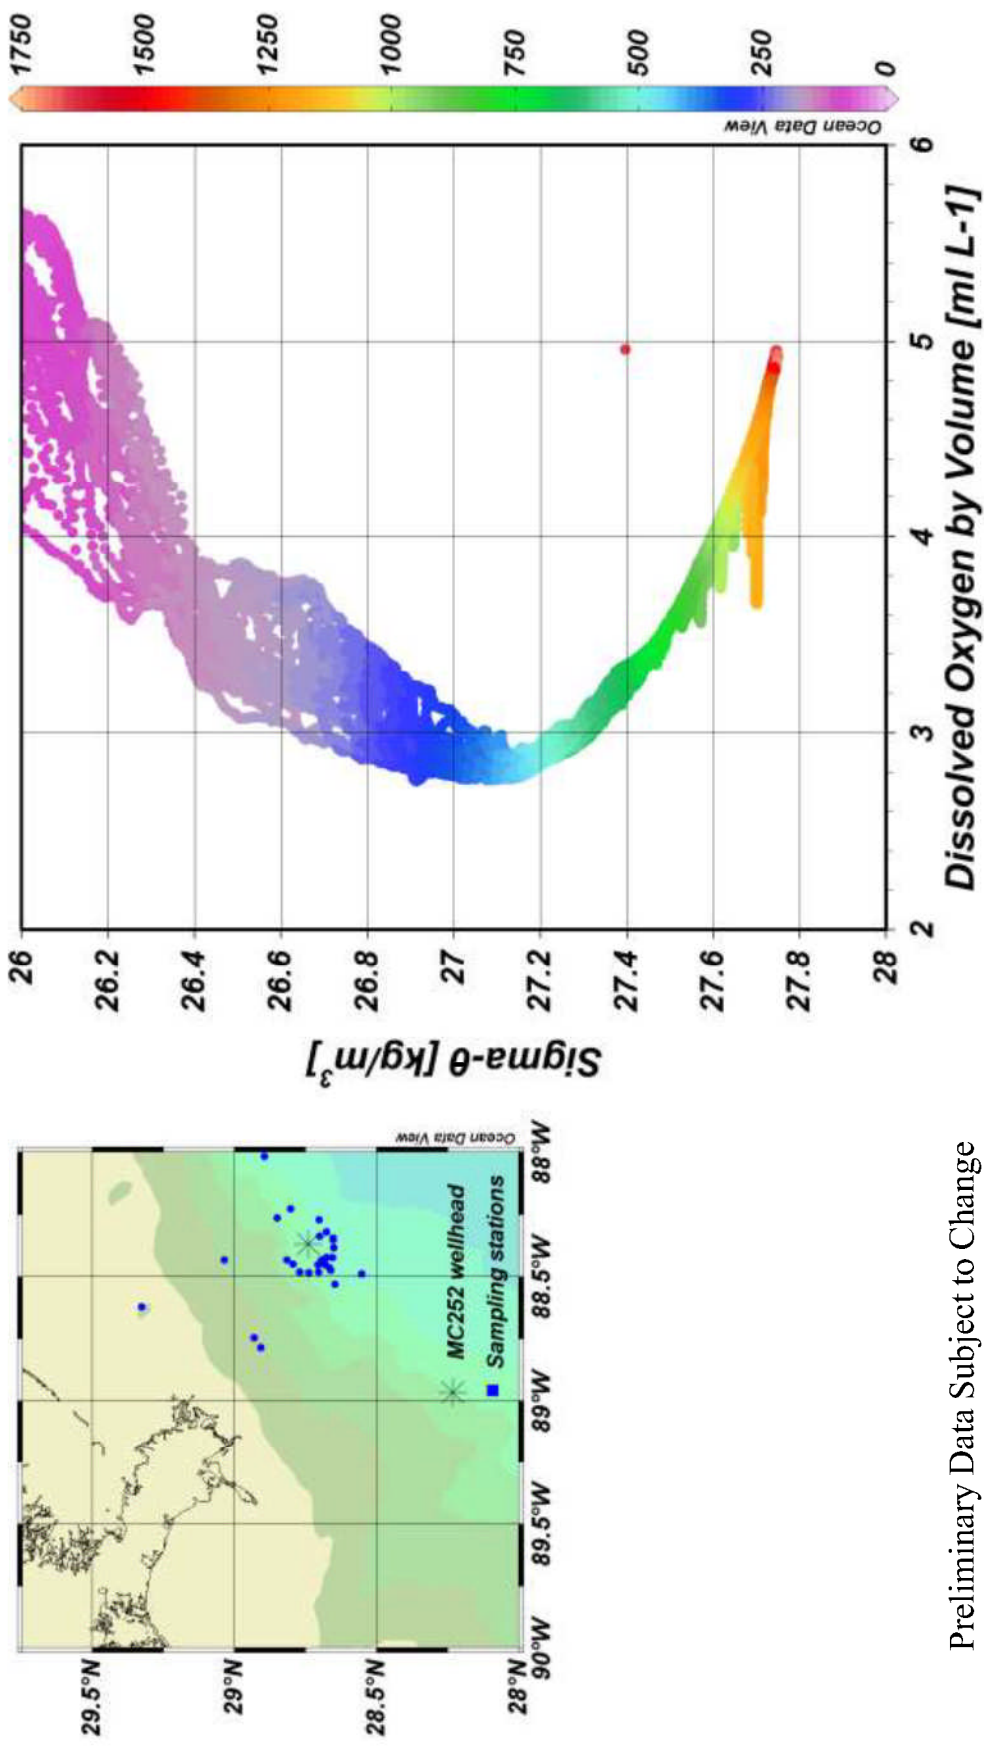 29.5°N
29°N
28.5°N
28°N
90°W
89.5°W
89°W
88.5°W
88°W
MC252 wellhead
Sampling stations
Ocean Data View
Sigma-θ [kg/m³]
26
26.2
26.4
26.6
26.8
27
27.2
27.4
27.6
27.8
28
2
3
4
5
6
Dissolved Oxygen by Volume [ml L-1]
Ocean Data View
1750
1500
1250
1000
750
500
250
0
Preliminary Data Subject to Change